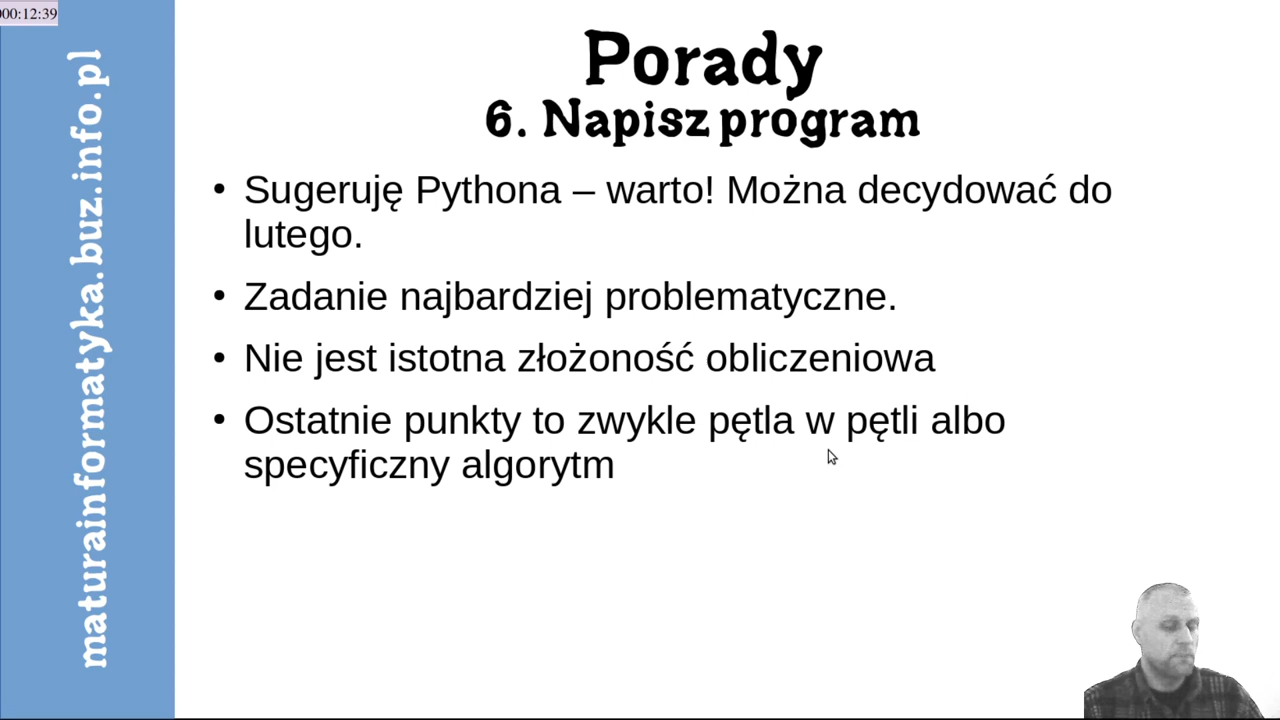 00:12:39
maturainformatyka.buz.info.pl
Porady
6. Napisz program
• Sugeruję Pythona – warto! Można decydować do
lutego.
• Zadanie najbardziej problematyczne.
• Nie jest istotna złożoność obliczeniowa
• Ostatnie punkty to zwykle pętla w pętli albo
specyficzny algorytm